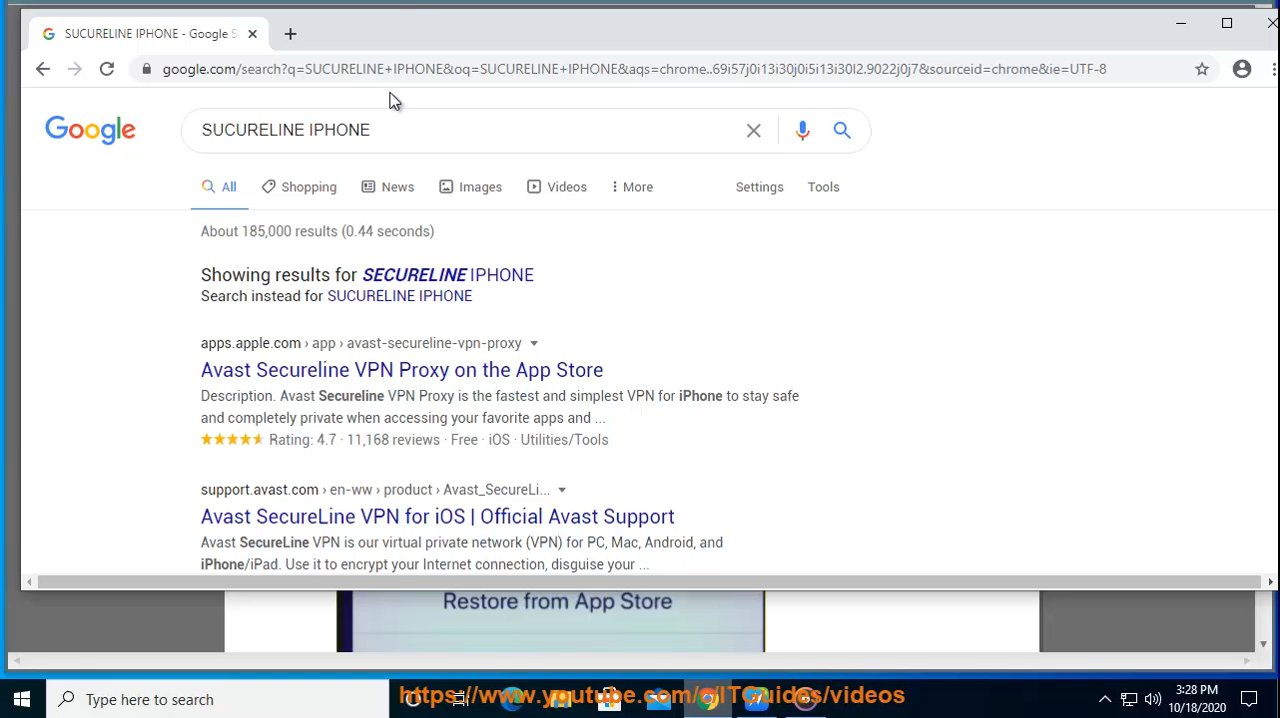 SUCURELINE IPHONE - Google S
google.com/search?q=SUCURELINE+IPHONE&oq=SUCURELINE+IPHONE&aqs=chrome..69i57j0i13i30j0i5i13i30l2.9022j0j7&sourceid=chrome&ie=UTF-8
Google
SUCURELINE IPHONE
All Shopping News Images Videos More Settings Tools
About 185,000 results (0.44 seconds)
Showing results for SECURELINE IPHONE
Search instead for SUCURELINE IPHONE
apps.apple.com › app › avast-secureline-vpn-proxy
Avast Secureline VPN Proxy on the App Store
Description. Avast Secureline VPN Proxy is the fastest and simplest VPN for iPhone to stay safe
and completely private when accessing your favorite apps and ...
Rating: 4.7 · 11,168 reviews · Free · iOS · Utilities/Tools
support.avast.com › en-ww › product › Avast_SecureLi...
Avast SecureLine VPN for iOS | Official Avast Support
Avast SecureLine VPN is our virtual private network (VPN) for PC, Mac, Android, and
iPhone/iPad. Use it to encrypt your Internet connection, disguise your ...
Restore from App Store
Type here to search
https://www.youtube.com/c/ITGuides/videos
3:28 PM
10/18/2020